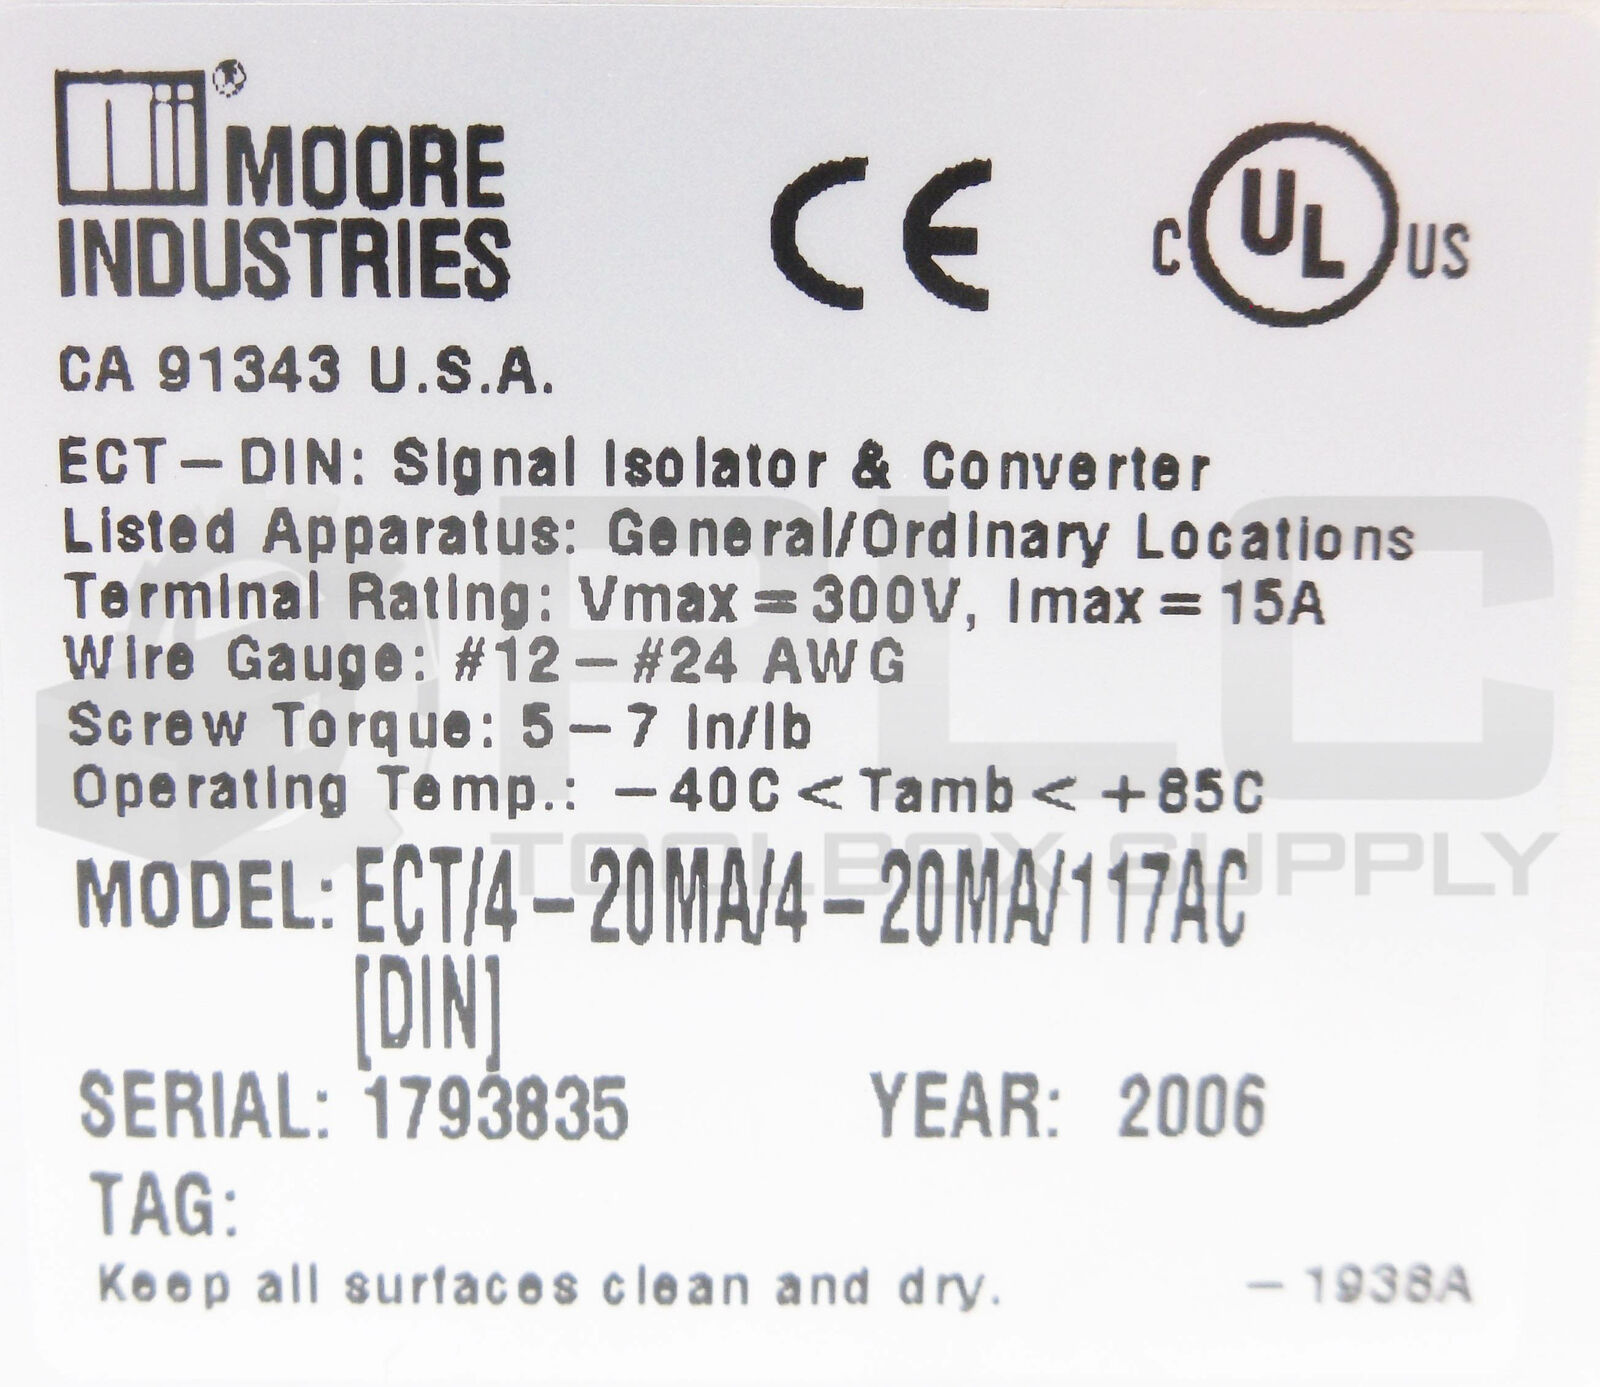 MOORE
INDUSTRIES
CE
C UL US
CA 91343 U.S.A.
ECT-DIN: Signal Isolator & Converter
Listed Apparatus: General/Ordinary Locations
Terminal Rating: Vmax = 300V, Imax = 15A
Wire Gauge: #12-#24 AWG
Screw Torque: 5-7 in/lb
Operating Temp.: -40C < Tamb < +85C
PLC
TOOLBOX SUPPLY
MODEL: ECT/4-20MA/4-20MA/117AC
[DIN]
SERIAL: 1793835 YEAR: 2006
TAG:
Keep all surfaces clean and dry. -1938A